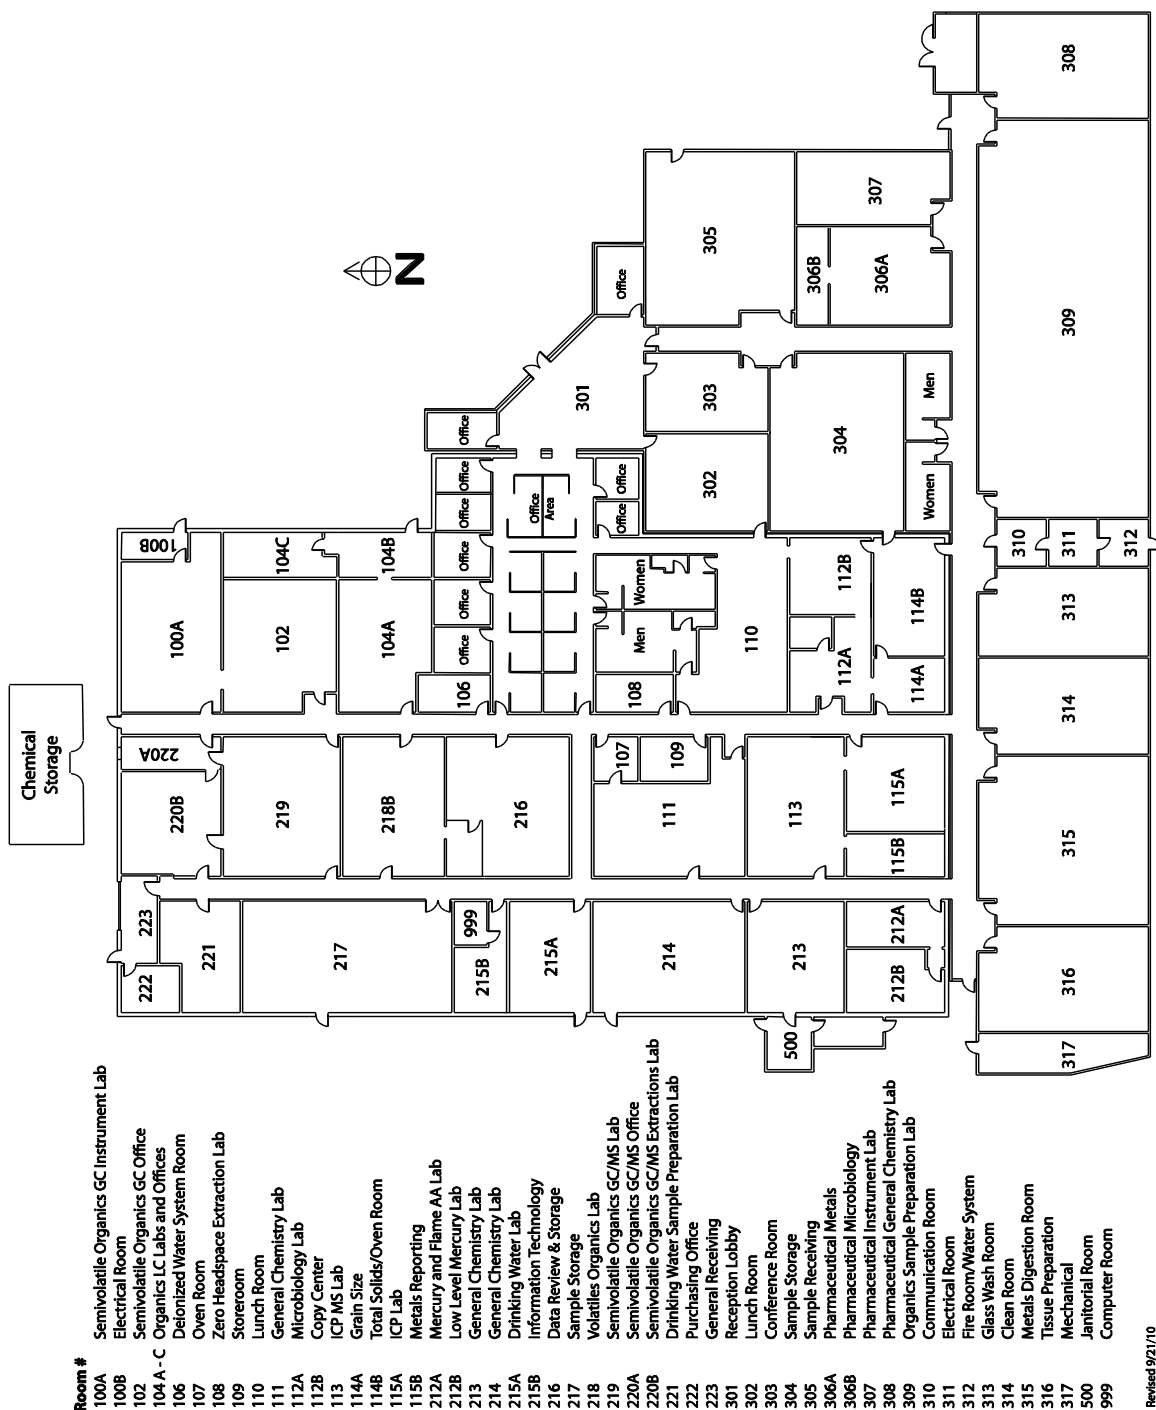 Room #
100A Semivolatile Organics GC Instrument Lab
100B Electrical Room
102 Semivolatile Organics GC Office
104 A - C Organics LC Labs and Offices
106 Deionized Water System Room
107 Oven Room
108 Zero Headspace Extraction Lab
109 Storeroom
110 Lunch Room
111 General Chemistry Lab
112A Microbiology Lab
112B Copy Center
113 ICP MS Lab
114A Grain Size
114B Total Solids/Oven Room
115A ICP Lab
115B Metals Reporting
212A Mercury and Flame AA Lab
212B Low Level Mercury Lab
213 General Chemistry Lab
214 General Chemistry Lab
215A Drinking Water Lab
215B Information Technology
216 Data Review & Storage
217 Sample Storage
218 Volatiles Organics Lab
219 Semivolatile Organics GC/MS Lab
220A Semivolatile Organics GC/MS Office
220B Semivolatile Organics GC/MS Extractions Lab
221 Drinking Water Sample Preparation Lab
222 Purchasing Office
223 General Receiving
301 Reception Lobby
302 Lunch Room
303 Conference Room
304 Sample Storage
305 Sample Receiving
306A Pharmaceutical Metals
306B Pharmaceutical Microbiology
307 Pharmaceutical Instrument Lab
308 Pharmaceutical General Chemistry Lab
309 Organics Sample Preparation Lab
310 Communication Room
311 Electrical Room
312 Fire Room/Water System
313 Glass Wash Room
314 Clean Room
315 Metals Digestion Room
316 Tissue Preparation
317 Mechanical
500 Janitorial Room
999 Computer Room
Revised 9/21/10
Chemical
Storage
N
222
223
220B
220A
100A
100B
221
219
102
104C
217
218B
104A
104B
215B
999
106
Office
Office
Office
Office
Office
Office
216
215A
Office
Area
301
Office
214
111
107
109
108
Men
Women
Office
Office
302
303
305
110
500
213
113
112A
112B
304
306B
306A
307
212B
212A
115B
115A
114A
114B
Women
Men
317
316
315
314
313
310
311
312
309
308